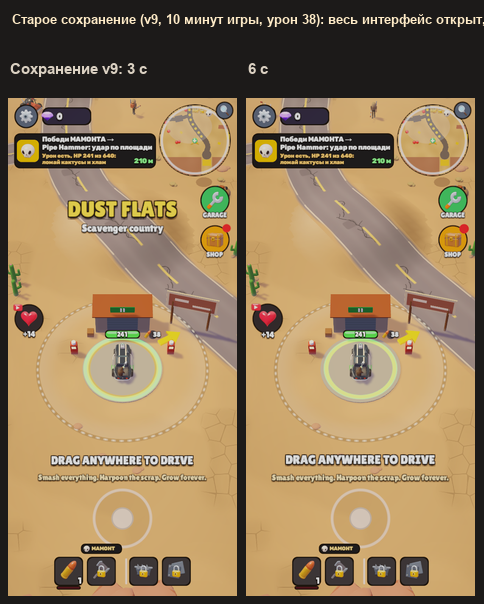 Старое сохранение (v9, 10 минут игры, урон 38): весь интерфейс открыт,
Сохранение v9: 3 с
6 с
0
Победи МАМОНТА →
Pipe Hammer: удар по площади
Урон есть, HP 241 из 440:
ломай кактусы и хлам
210 м
GARAGE
SHOP
DUST FLATS
Scavenger country
+14
241
38
DRAG ANYWHERE TO DRIVE
Smash everything. Harpoon the scrap. Grow forever.
МАМОНТ
1
0
Победи МАМОНТА →
Pipe Hammer: удар по площади
Урон есть, HP 241 из 440:
ломай кактусы и хлам
210 м
GARAGE
SHOP
+14
241
38
DRAG ANYWHERE TO DRIVE
Smash everything. Harpoon the scrap. Grow forever.
МАМОНТ
1